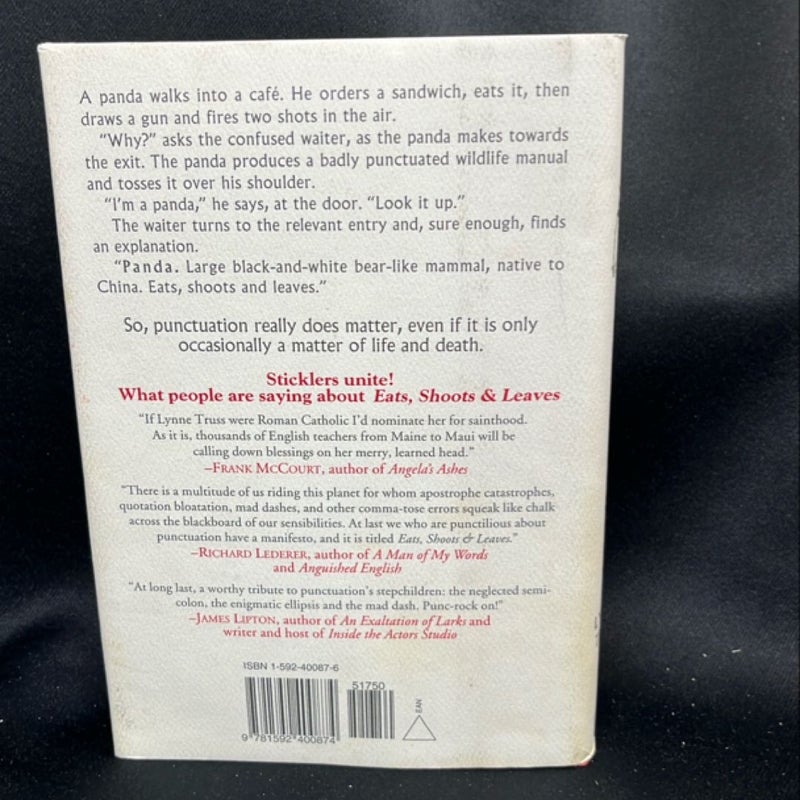 A panda walks into a café. He orders a sandwich, eats it, then
draws a gun and fires two shots in the air.
“Why?” asks the confused waiter, as the panda makes towards
the exit. The panda produces a badly punctuated wildlife manual
and tosses it over his shoulder.
“I’m a panda,” he says, at the door. “Look it up.”
The waiter turns to the relevant entry and, sure enough, finds
an explanation.
“Panda. Large black-and-white bear-like mammal, native to
China. Eats, shoots and leaves.”
So, punctuation really does matter, even if it is only
occasionally a matter of life and death.
Sticklers unite!
What people are saying about Eats, Shoots & Leaves
“If Lynne Truss were Roman Catholic I’d nominate her for sainthood.
As it is, thousands of English teachers from Maine to Maui will be
calling down blessings on her merry, learned head.”
–FRANK MCCOURT, author of Angela’s Ashes
“There is a multitude of us riding this planet for whom apostrophe catastrophes,
quotation bloatation, mad dashes, and other comma-tose errors squeak like chalk
across the blackboard of our sensibilities. At last we who are punctilious about
punctuation have a manifesto, and it is titled Eats, Shoots & Leaves.”
–RICHARD LEDERER, author of A Man of My Words
and Anguished English
“At long last, a worthy tribute to punctuation’s stepchildren: the neglected semi-
colon, the enigmatic ellipsis and the mad dash. Punc-rock on!”
–JAMES LIPTON, author of An Exaltation of Larks and
writer and host of Inside the Actors Studio
ISBN 1-592-40087-6
51750
EAN
9 781592 400874